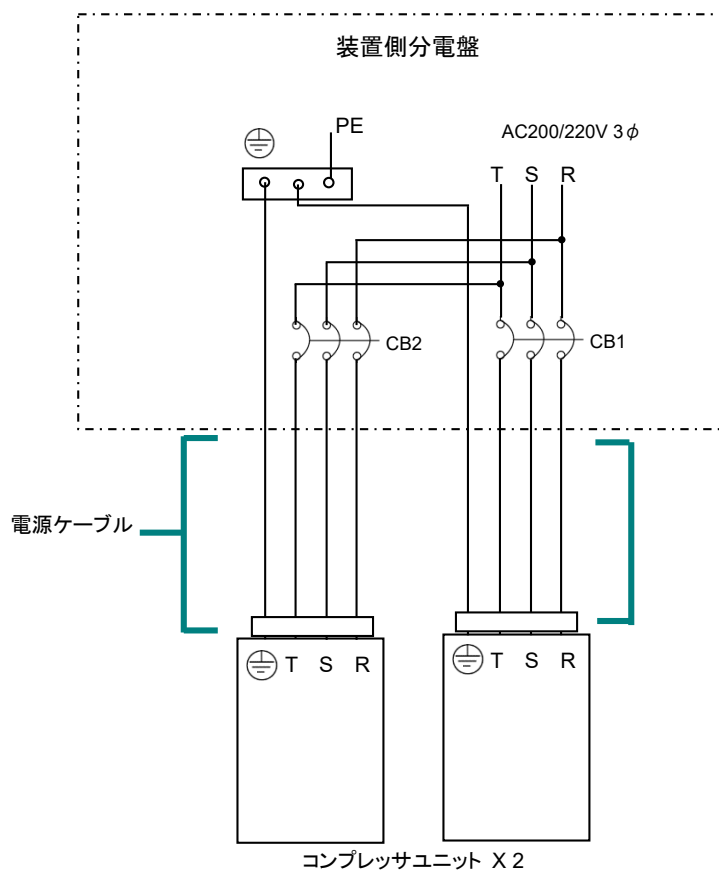 装置側分電盤
PE
AC200/220V 3φ
T S R
CB2
CB1
電源ケーブル
T S R
T S R
コンプレッサユニット X 2